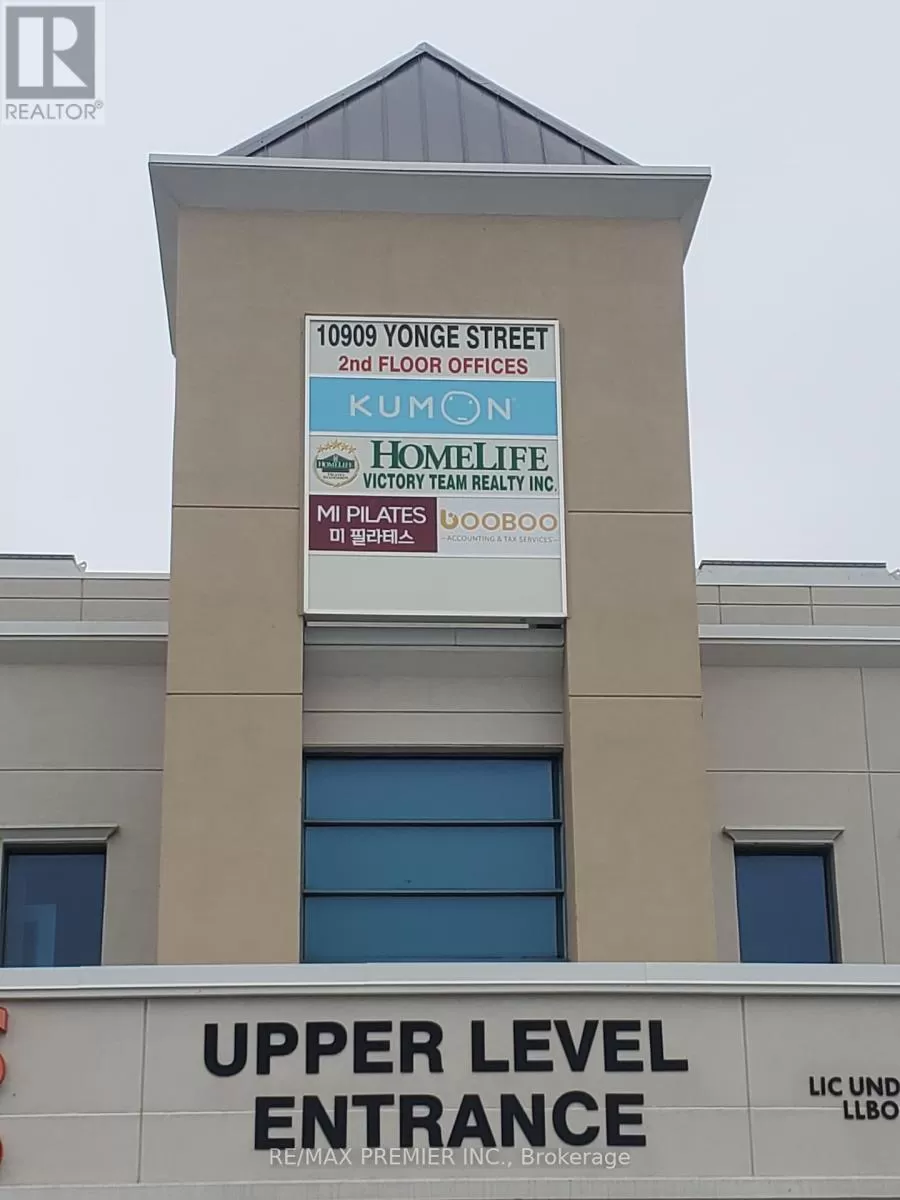 REALTOR®
10909 YONGE STREET
2nd FLOOR OFFICES
KUMON
HOMELIFE
HOMELIFE
VICTORY TEAM REALTY INC.
MI PILATES
미 필라테스
BOOBOO
-ACCOUNTING & TAX SERVICES-
UPPER LEVEL
ENTRANCE
LIC UND
LLBO
RE/MAX PREMIER INC., Brokerage